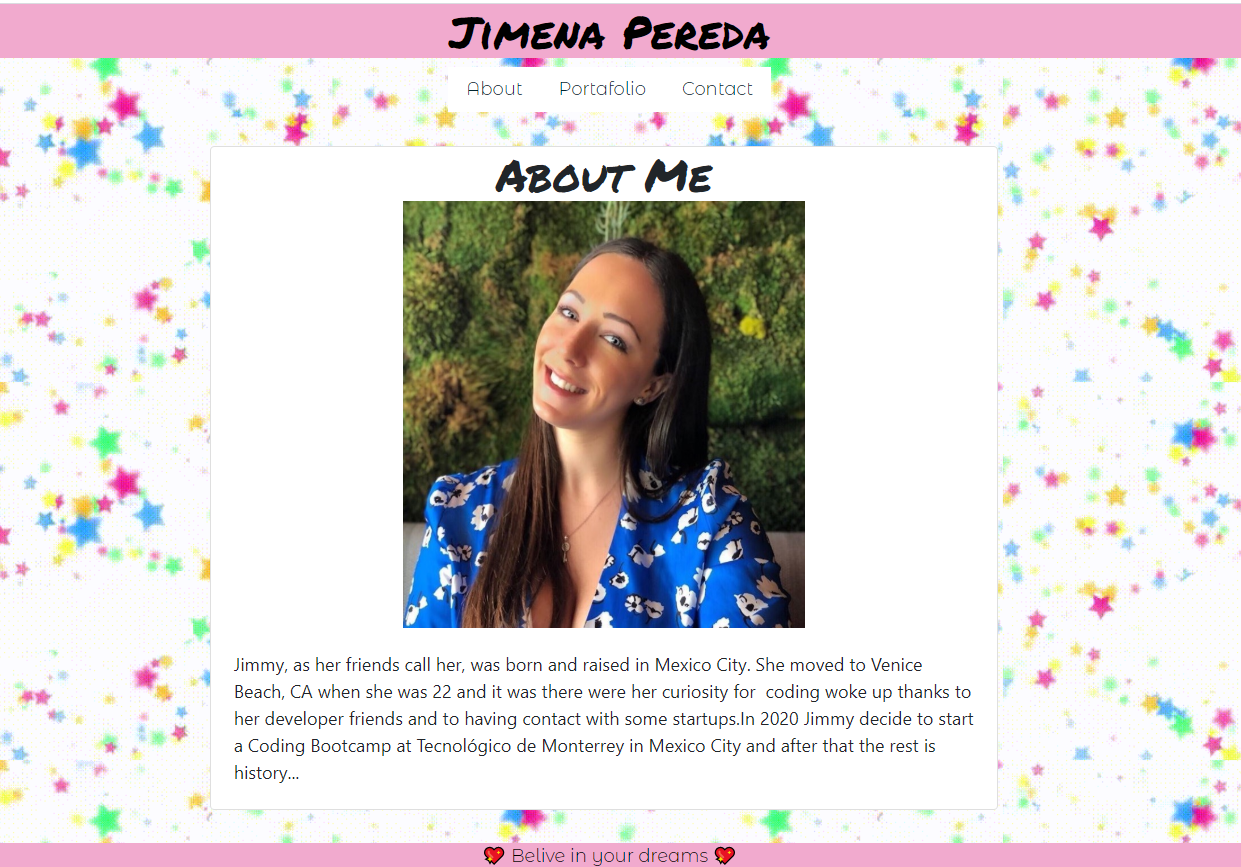 Jimena Pereda
About Portafolio Contact
About Me
Jimmy, as her friends call her, was born and raised in Mexico City. She moved to Venice
Beach, CA when she was 22 and it was there were her curiosity for  coding woke up thanks to
her developer friends and to having contact with some startups.In 2020 Jimmy decide to start
a Coding Bootcamp at Tecnológico de Monterrey in Mexico City and after that the rest is
history...
💖 Belive in your dreams 💖